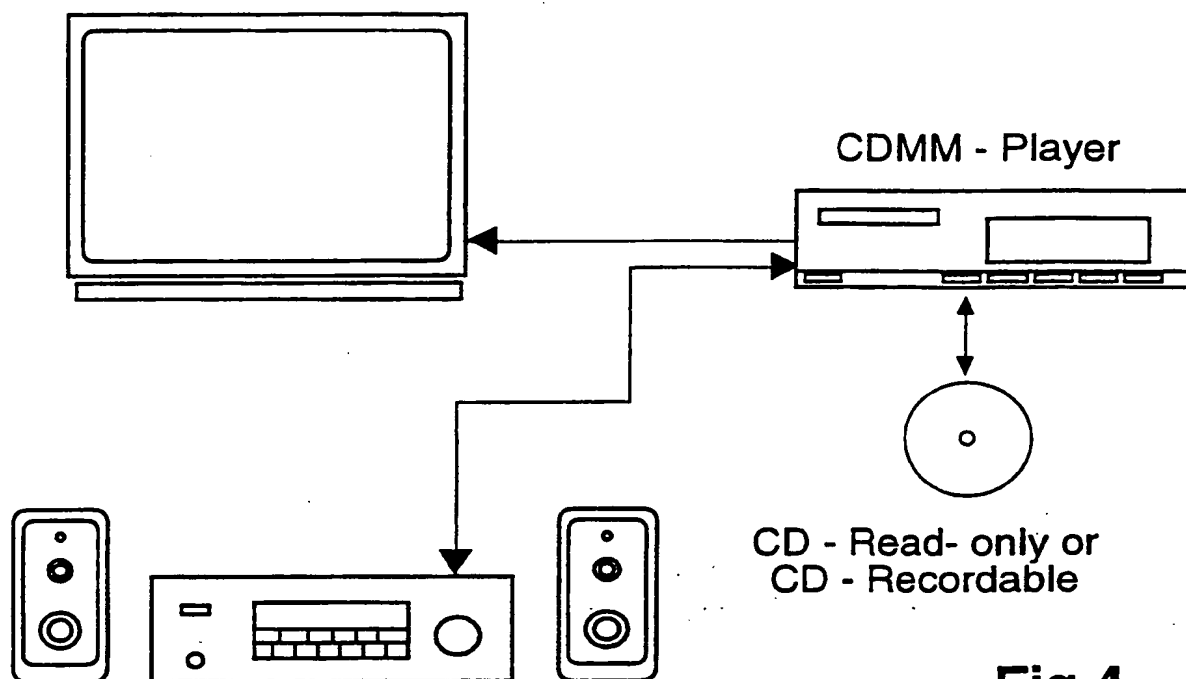 CDMM - Player
CD - Read- only or
CD - Recordable
Fig 4